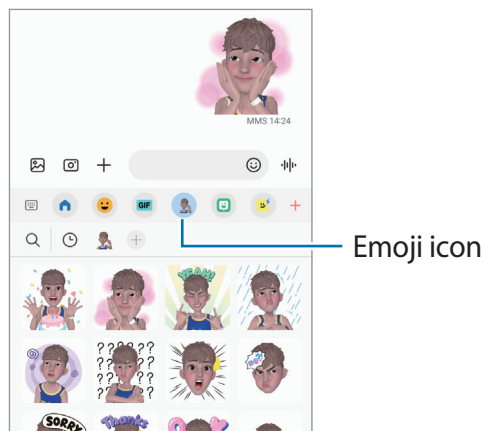 MMS 14:24
GIF
Emoji icon
YEAH!
????
??
??
??
SORRY
Thanks